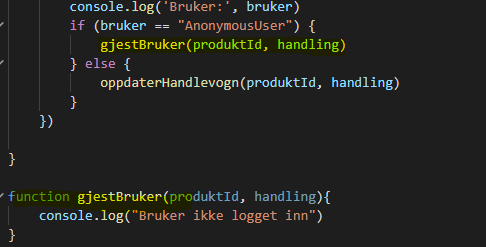 console.log('Bruker:', bruker)
if (bruker == "AnonymousUser") {
gjestBruker(produktId, handling)
} else {
oppdaterHandlevogn(produktId, handling)
}
})
}
function gjestBruker(produktId, handling){
console.log("Bruker ikke logget inn")
}